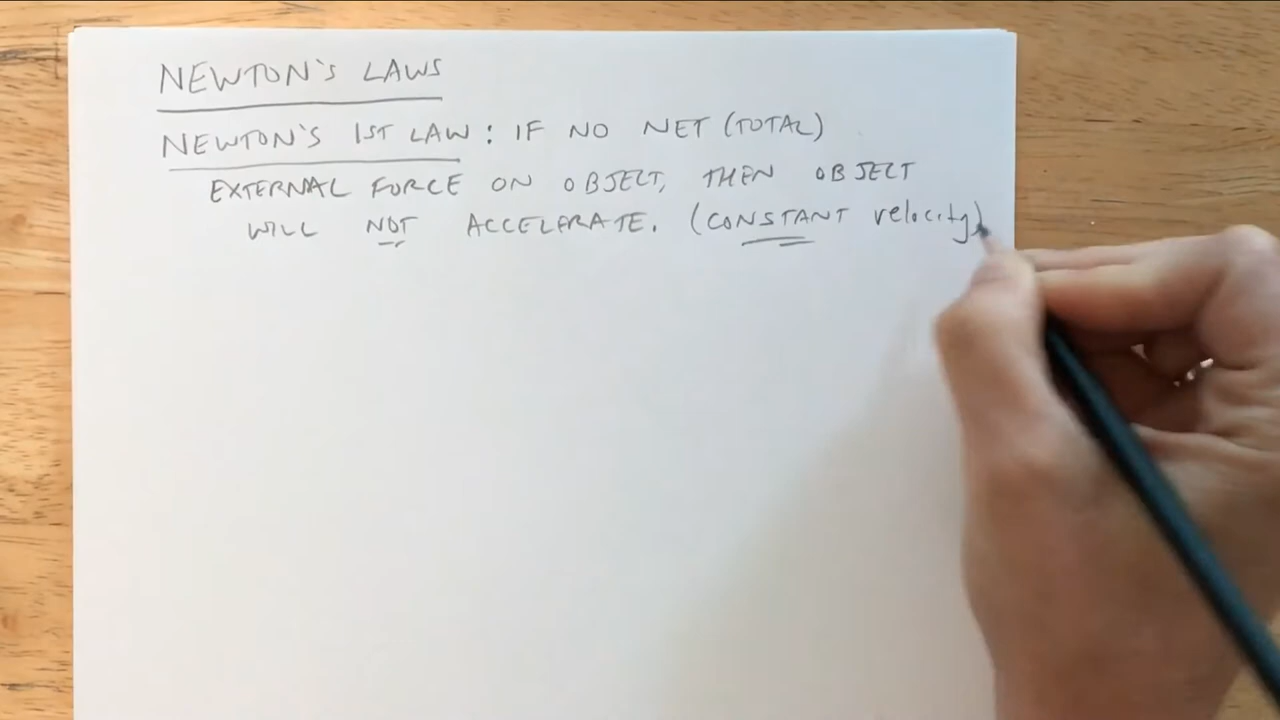 NEWTON'S LAWS
NEWTON'S 1ST LAW: IF NO NET (TOTAL)
EXTERNAL FORCE ON OBJECT, THEN OBJECT
WILL NOT ACCELERATE. (CONSTANT velocity)